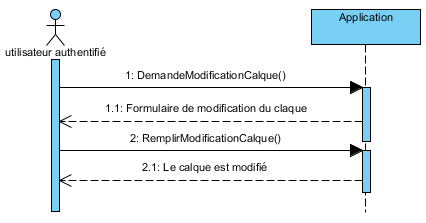 Application
utilisateur authentifié
1: DemandeModificationCalque()
1.1: Formulaire de modification du claque
2: RemplirModificationCalque()
2.1: Le calque est modifié